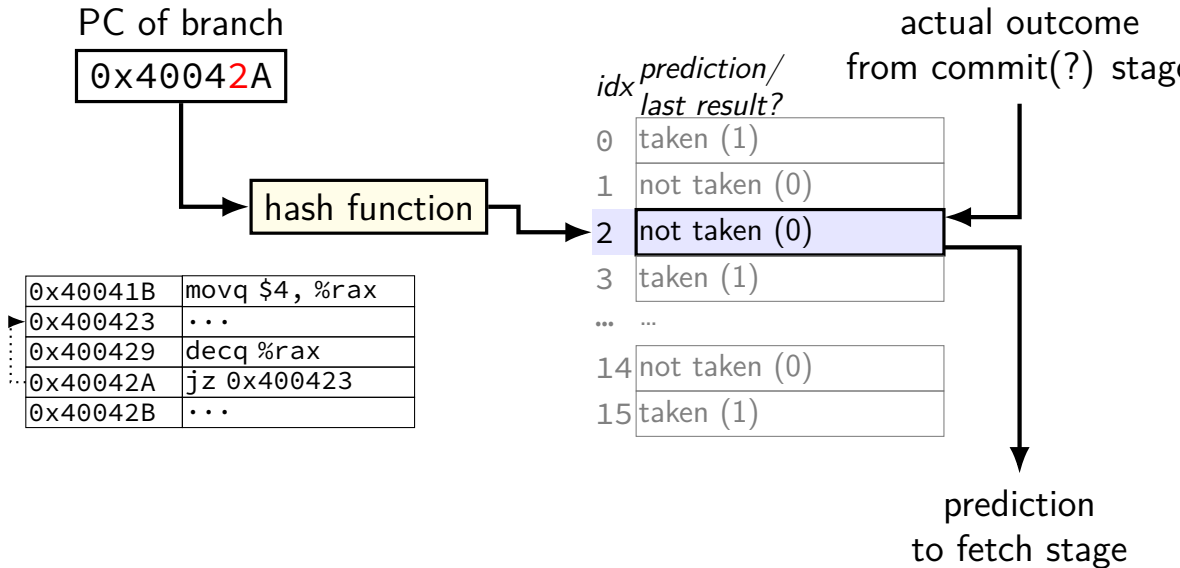 PC of branch
0x40042A
hash function
0x40041B movq $4, %rax
0x400423 ...
0x400429 decq %rax
0x40042A jz 0x400423
0x40042B ...
idx prediction/
last result?
0 taken (1)
1 not taken (0)
2 not taken (0)
3 taken (1)
... ...
14 not taken (0)
15 taken (1)
actual outcome
from commit(?) stage
prediction
to fetch stage